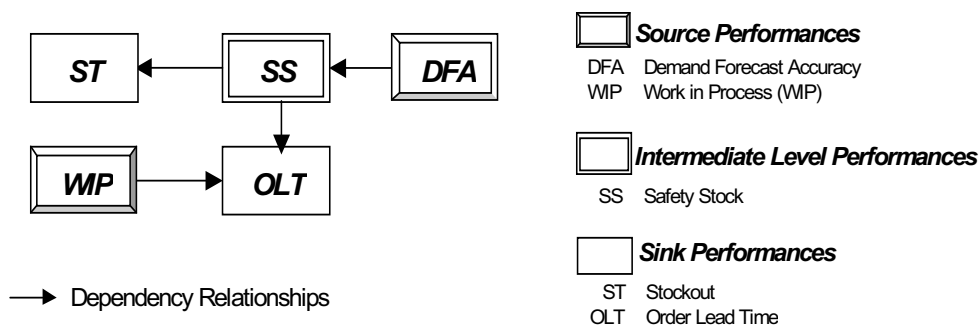 ST
SS
DFA
WIP
OLT
Dependency Relationships
Source Performances
DFA Demand Forecast Accuracy
WIP Work in Process (WIP)
Intermediate Level Performances
SS Safety Stock
Sink Performances
ST Stockout
OLT Order Lead Time